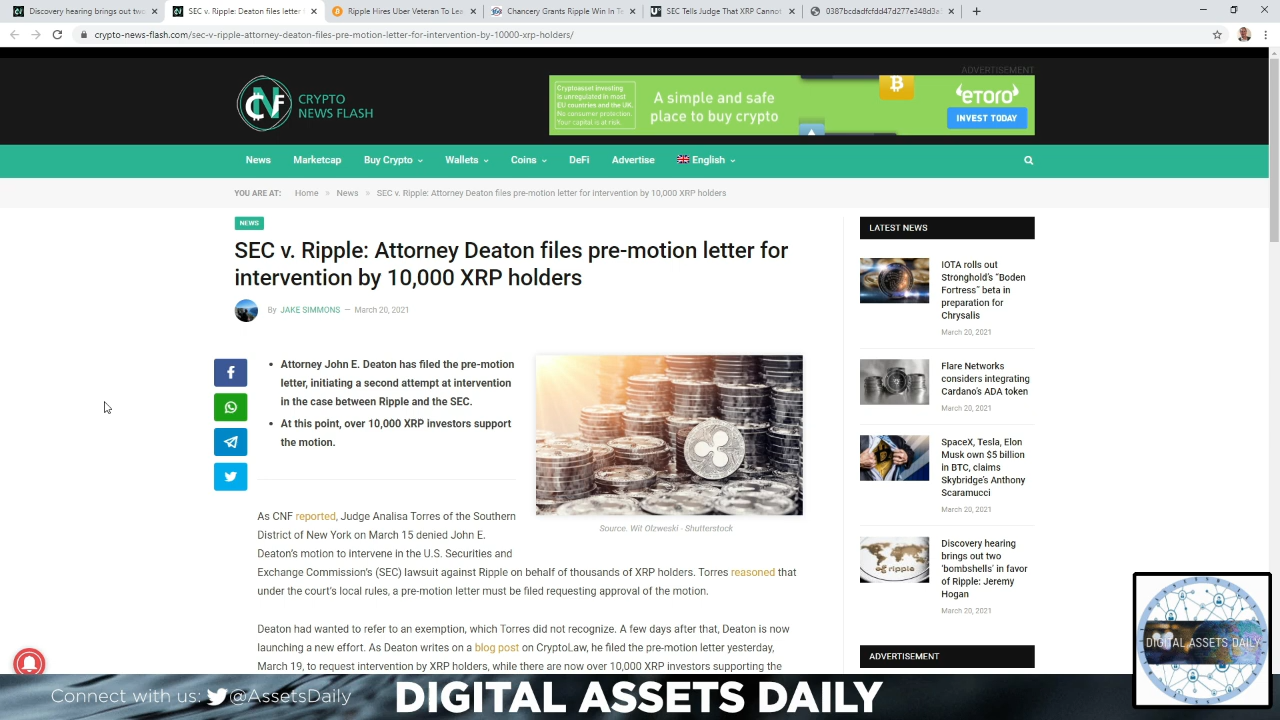 Discovery hearing brings out two
SEC v. Ripple: Deaton files letter
Ripple Hires Uber Veteran To Lea
Chancery Grants Ripple Win In Te
SEC Tells Judge That XRP Cannot
0387bcdadfcfdd47d277e348d3a
crypto-news-flash.com/sec-v-ripple-attorney-deaton-files-pre-motion-letter-for-intervention-by-10000-xrp-holders/
ADVERTISEMENT
CNF
CRYPTO
NEWS FLASH
Cryptoasset investing
is unregulated in most
EU countries and the UK.
No consumer protection.
Your capital is at risk.
A simple and safe
place to buy crypto
eToro
INVEST TODAY
News
Marketcap
Buy Crypto
Wallets
Coins
DeFi
Advertise
English
YOU ARE AT: Home » News » SEC v. Ripple: Attorney Deaton files pre-motion letter for intervention by 10,000 XRP holders
NEWS
SEC v. Ripple: Attorney Deaton files pre-motion letter for
intervention by 10,000 XRP holders
By JAKE SIMMONS — March 20, 2021
• Attorney John E. Deaton has filed the pre-motion
letter, initiating a second attempt at intervention
in the case between Ripple and the SEC.
• At this point, over 10,000 XRP investors support
the motion.
Source. Wit Olzweski - Shutterstock
As CNF reported, Judge Analisa Torres of the Southern
District of New York on March 15 denied John E.
Deaton's motion to intervene in the U.S. Securities and
Exchange Commission's (SEC) lawsuit against Ripple on behalf of thousands of XRP holders. Torres reasoned that
under the court's local rules, a pre-motion letter must be filed requesting approval of the motion.
Deaton had wanted to refer to an exemption, which Torres did not recognize. A few days after that, Deaton is now
launching a new effort. As Deaton writes on a blog post on CryptoLaw, he filed the pre-motion letter yesterday,
March 19, to request intervention by XRP holders, while there are now over 10,000 XRP investors supporting the
LATEST NEWS
IOTA rolls out
Stronghold's "Boden
Fortress" beta in
preparation for
Chrysalis
March 20, 2021
Flare Networks
considers integrating
Cardano's ADA token
March 20, 2021
SpaceX, Tesla, Elon
Musk own $5 billion
in BTC, claims
Skybridge's Anthony
Scaramucci
March 20, 2021
ripple
Discovery hearing
brings out two
'bombshells' in favor
of Ripple: Jeremy
Hogan
March 20, 2021
ADVERTISEMENT
DIGITAL ASSETS DAILY
Connect with us: @AssetsDaily
DIGITAL ASSETS DAILY